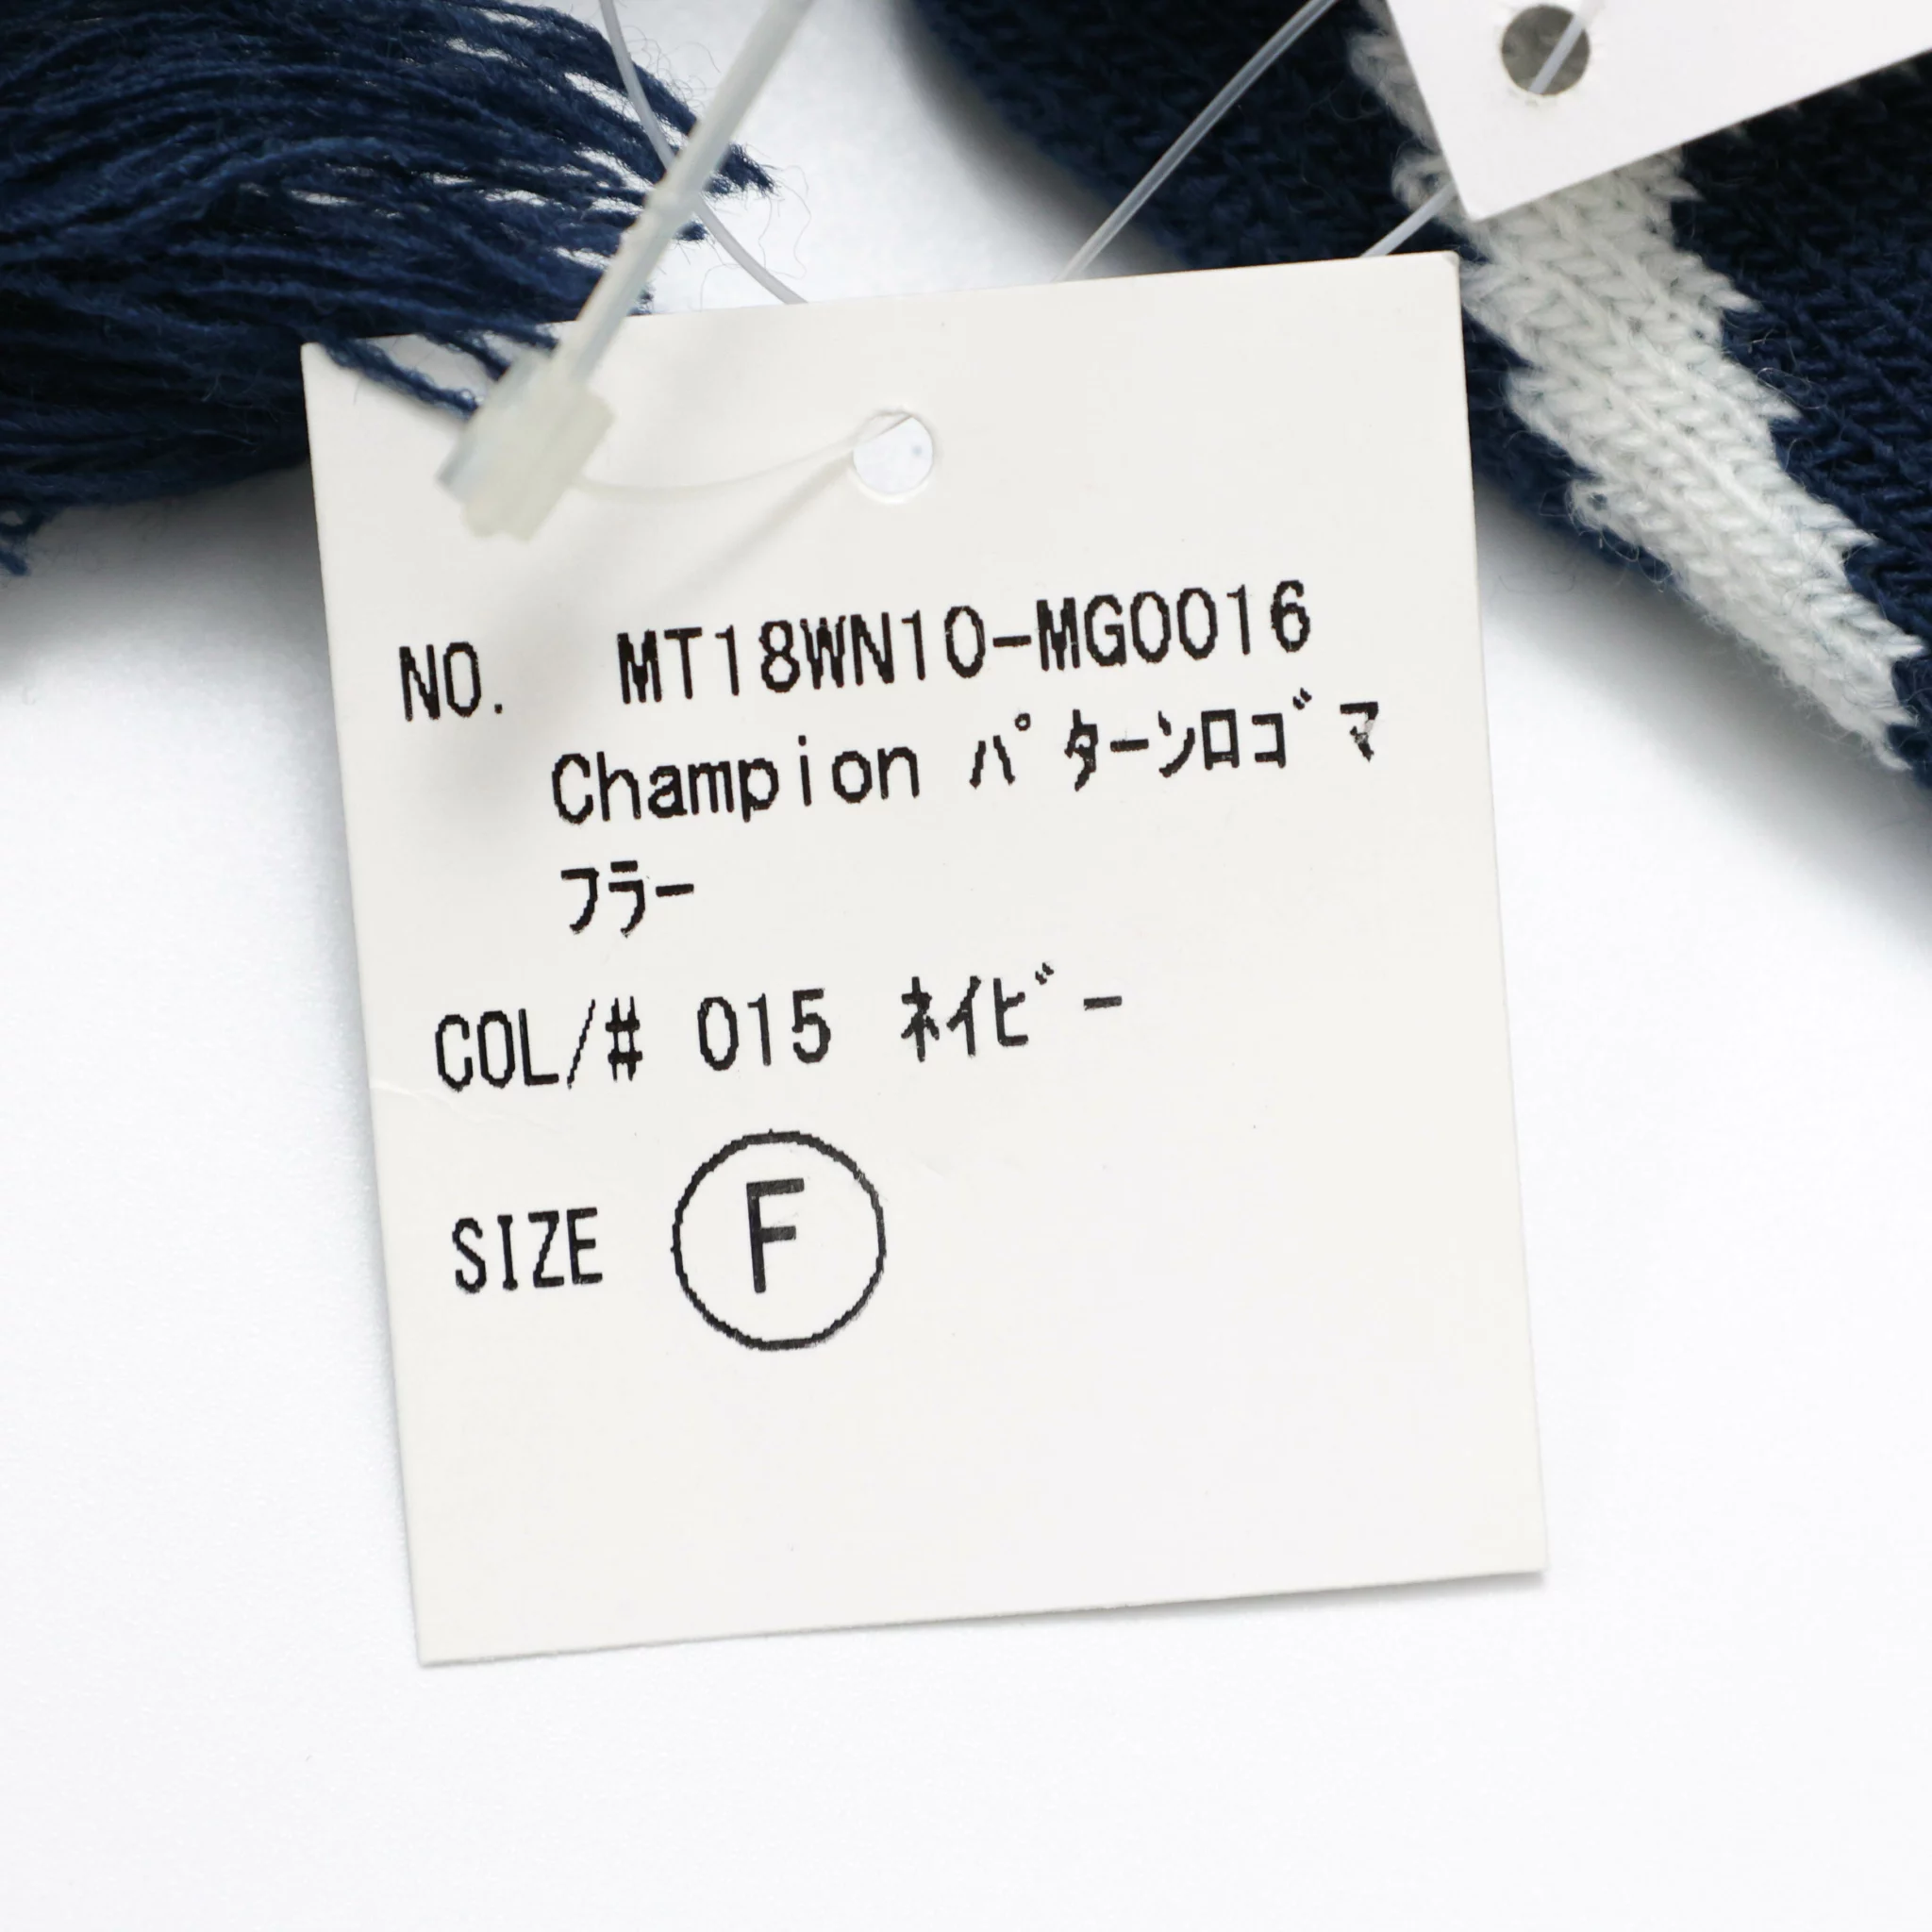 NO. MT18WN10-MG0016
Champion ﾊﾟﾀｰﾝﾛｺﾞﾏ
ﾌﾗｰ
COL/# 015 ﾈｲﾋﾞｰ
SIZE F